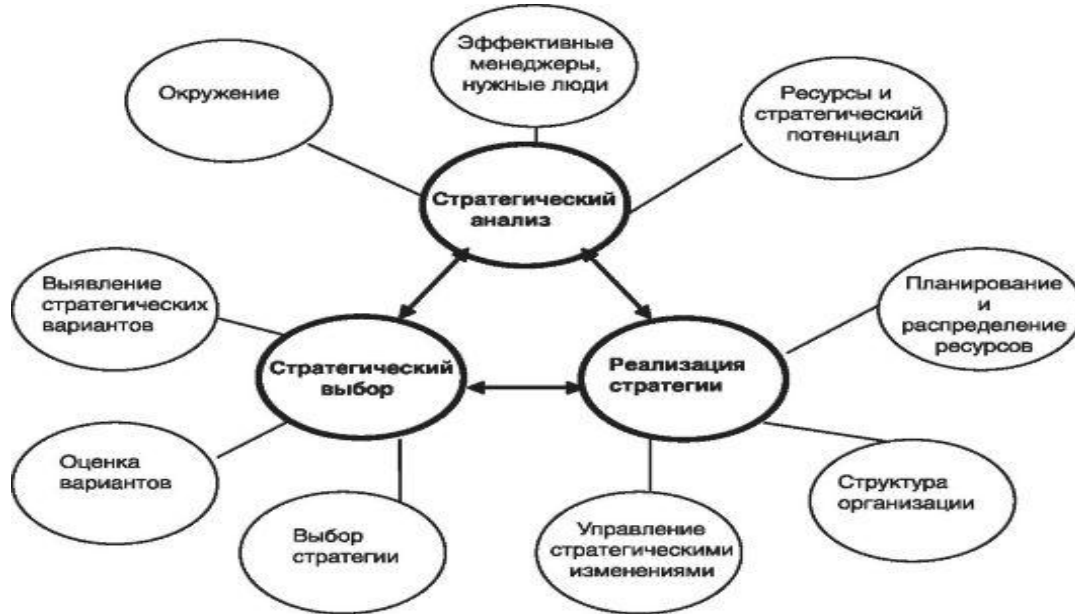 Эффективные
менеджеры,
нужные люди
Окружение
Ресурсы и
стратегический
потенциал
Стратегический
анализ
Выявление
стратегических
вариантов
Планирование
и
распределение
ресурсов
Стратегический
выбор
Реализация
стратегии
Оценка
вариантов
Структура
организации
Выбор
стратегии
Управление
стратегическими
изменениями